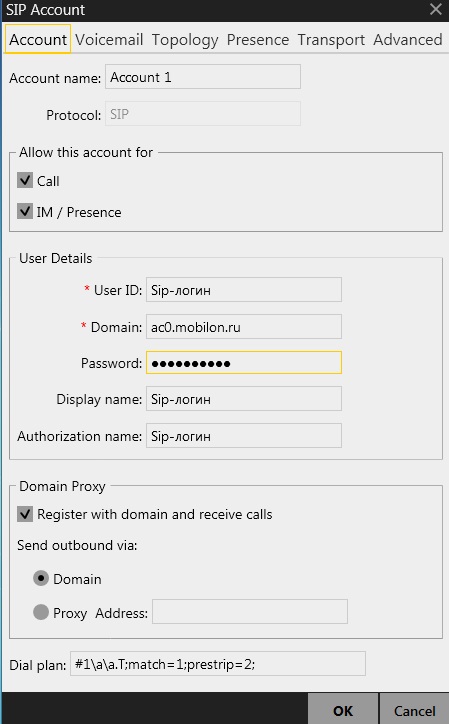 SIP Account
Account Voicemail Topology Presence Transport Advanced
Account name: Account 1
Protocol: SIP
Allow this account for
Call
IM / Presence
User Details
* User ID: Sip-логин
* Domain: ac0.mobilon.ru
Password: ●●●●●●●●●●
Display name: Sip-логин
Authorization name: Sip-логин
Domain Proxy
Register with domain and receive calls
Send outbound via:
Domain
Proxy Address:
Dial plan: #1\a\a.T;match=1;prestrip=2;
OK Cancel